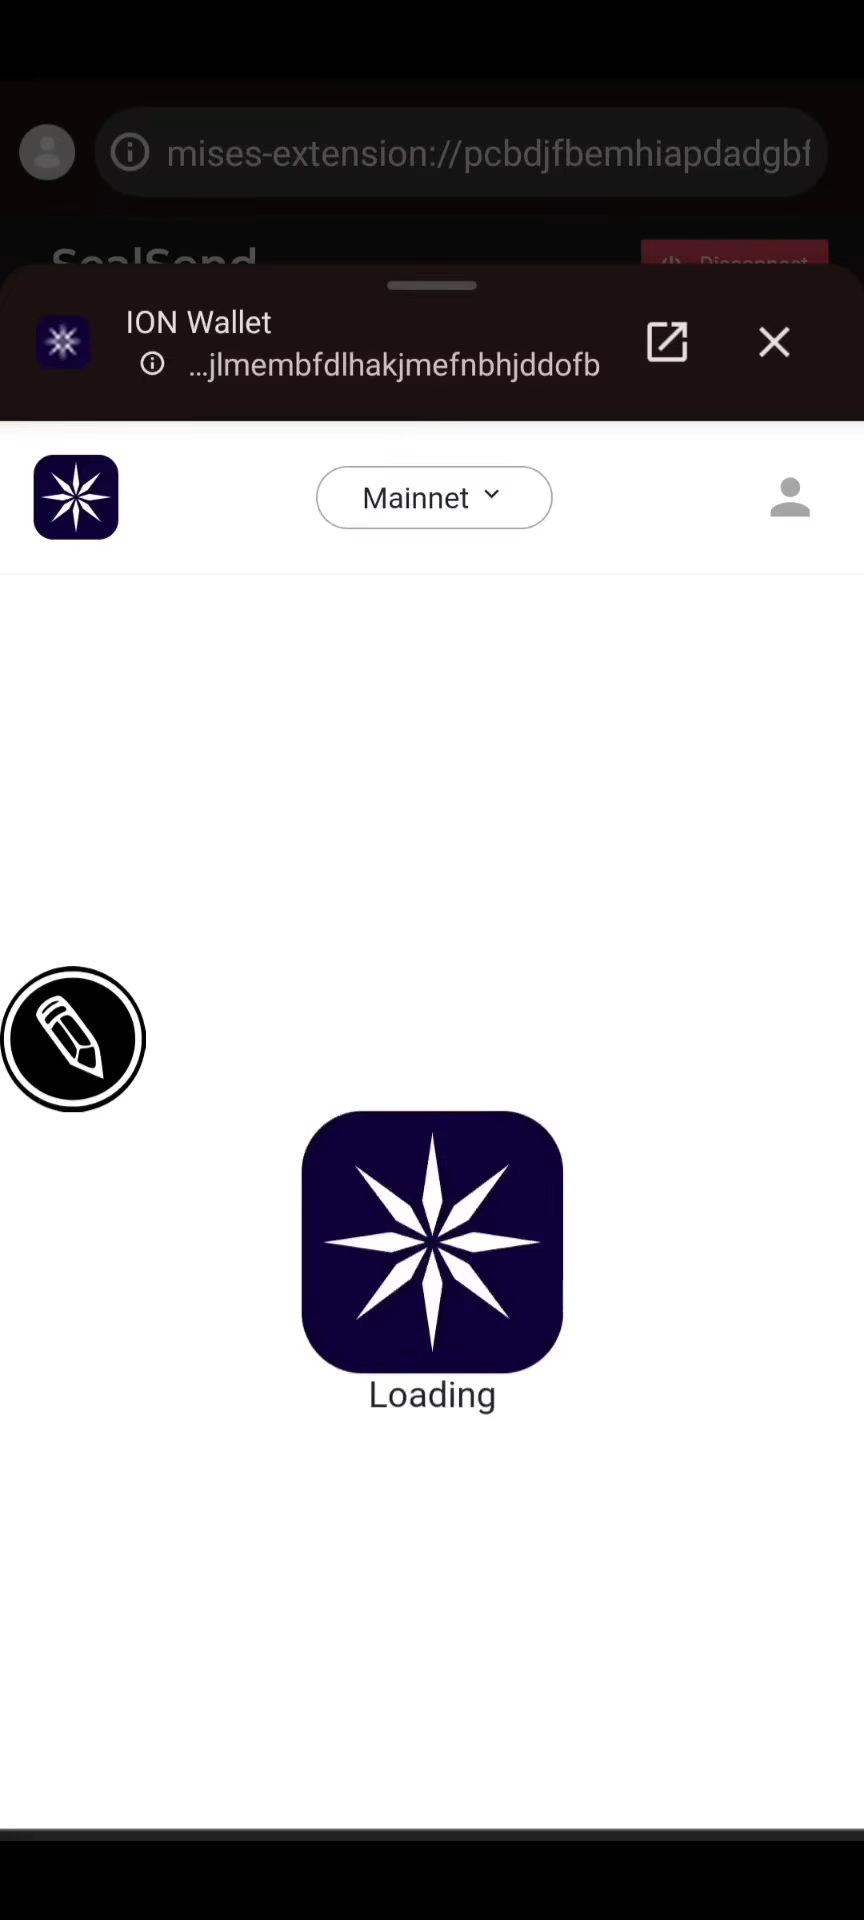 mises-extension://pcbdjfbemhiapdadgbf
SealSend
Disconnect
ION Wallet
...jlmembfdlhakjmefnbhjddofb
Mainnet
Loading